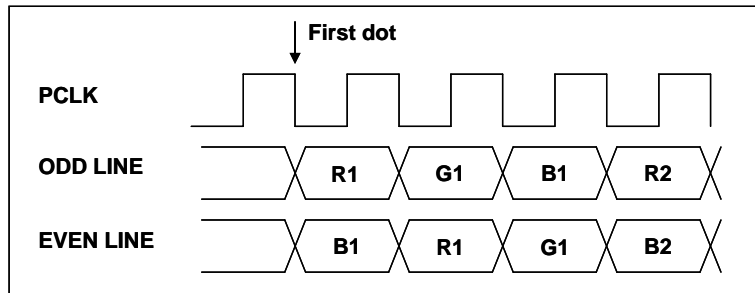 First dot
PCLK
ODD LINE R1 G1 B1 R2
EVEN LINE B1 R1 G1 B2